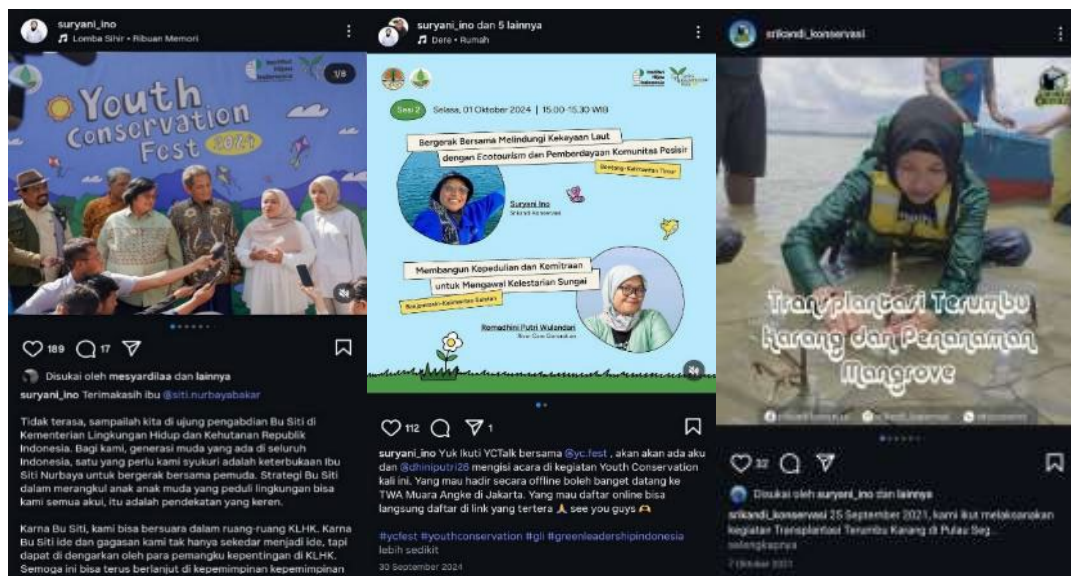 suryani_ino
Lomba Sihir • Ribuan Memori
1/6
Youth
Conservation
Fest 2024
189 17
Disukai oleh mesyardilaa dan lainnya
suryani_ino Terimakasih Ibu @siti.nurbayabakar
Tidak terasa, sampailah kita di ujung pengabdian Bu Siti di
Kementerian Lingkungan Hidup dan Kehutanan Republik
Indonesia. Bagi kami, generasi muda yang ada di seluruh
Indonesia, satu yang perlu kami syukuri adalah keterbukaan Ibu
Siti Nurbaya untuk bergerak bersama pemuda. Strategi Bu Siti
dalam merangkul anak anak muda yang peduli lingkungan bisa
kami semua akui, itu adalah pendekatan yang keren.
Karna Bu Siti, kami bisa bersuara dalam ruang-ruang KLHK. Karna
Bu Siti ide dan gagasan kami tak hanya sekedar menjadi ide, tapi
dapat di dengarkan oleh para pemangku kepentingan di KLHK.
Semoga ini bisa terus berlanjut di kepemimpinan kepemimpinan
suryani_ino dan 5 lainnya
Dere • Rumah
Sesi 2 Selasa, 01 Oktober 2024 | 15.00-15.30 WIB
Bergerak Bersama Melindungi Kekayaan Laut
dengan Ecotourism dan Pemberdayaan Komunitas Pesisir
Bontang-Kalimantan Timur
Suryani Ino
Srikandi Konservasi
Membangun Kepedulian dan Kemitraan
untuk Mengawal Kelestarian Sungai
Banjarmasin-Kalimantan Selatan
Ramadhini Putri Wulandari
112 1
suryani_ino Yuk Ikuti YCTalk bersama @yc.fest , akan akan ada aku
dan @dhiniputri26 mengisi acara di kegiatan Youth Conservation
kali ini. Yang mau hadir secara offline boleh banget datang ke
TWA Muara Angke di Jakarta. Yang mau daftar online bisa
langsung daftar di link yang tertera 🙏 see you guys 🫶
#ycfest #youthconservation #gli #greenleadershipindonesia
lebih sedikit
30 September 2024
srikandi_konservasi
Transplantasi Terumbu
Karang dan Penanaman
Mangrove
32
Disukai oleh suryani_ino dan lainnya
srikandi_konservasi 25 September 2021, kami ikut melaksanakan
kegiatan Transplantasi Terumbu Karang di Pulau Seg...
selengkapnya
7 Oktober 2021